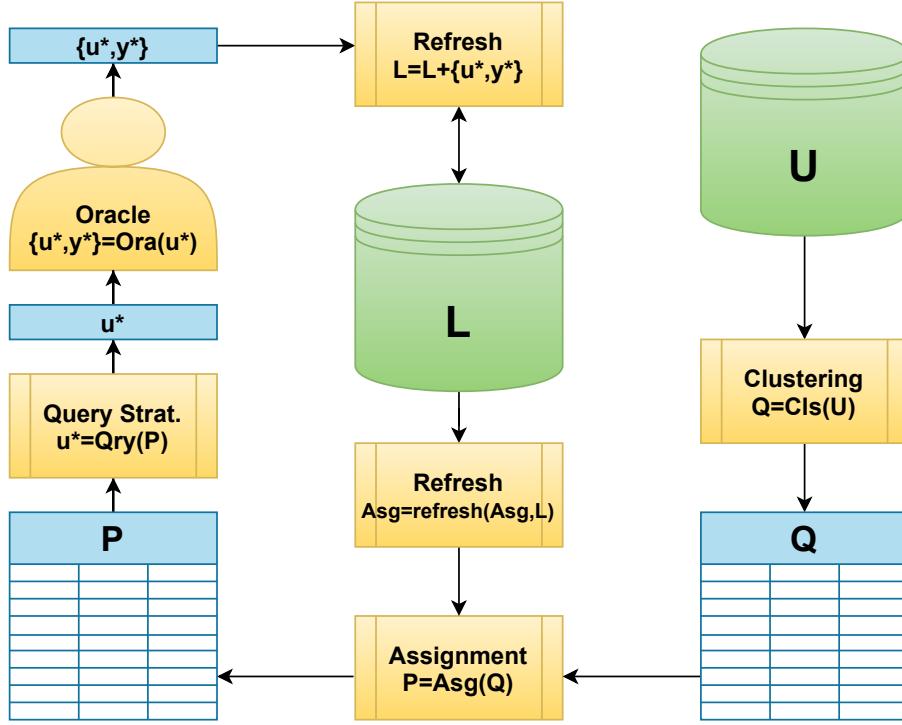 {u*,y*}
Refresh
L=L+{u*,y*}
U
Oracle
{u*,y*}=Ora(u*)
u*
L
Query Strat.
u*=Qry(P)
Clustering
Q=Cls(U)
Refresh
Asg=refresh(Asg,L)
P
Q
Assignment
P=Asg(Q)